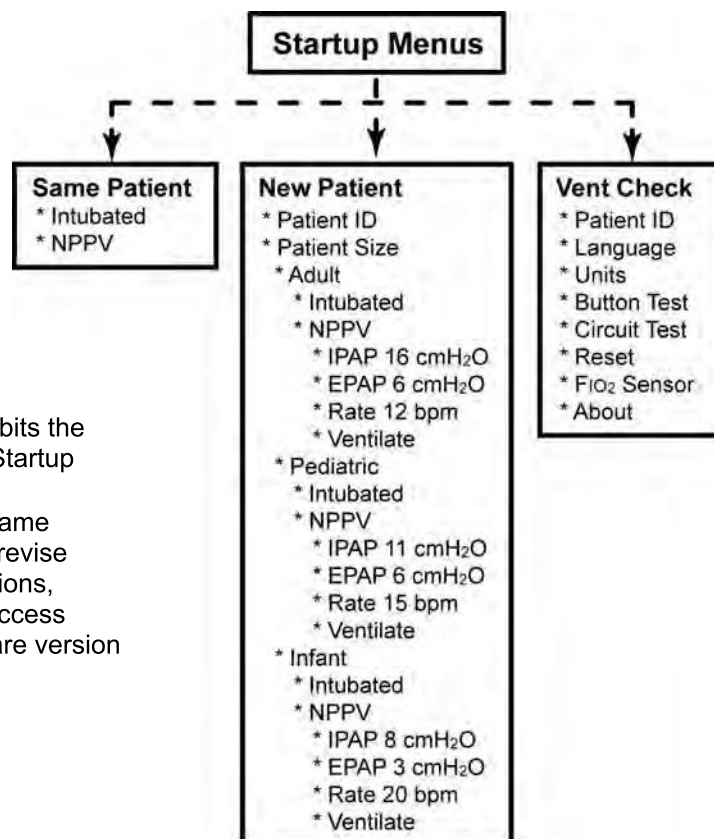 Startup Menus
Same Patient
* Intubated
* NPPV
New Patient
* Patient ID
* Patient Size
* Adult
* Intubated
* NPPV
* IPAP 16 cmH₂O
* EPAP 6 cmH₂O
* Rate 12 bpm
* Ventilate
* Pediatric
* Intubated
* NPPV
* IPAP 11 cmH₂O
* EPAP 6 cmH₂O
* Rate 15 bpm
* Ventilate
* Infant
* Intubated
* NPPV
* IPAP 8 cmH₂O
* EPAP 3 cmH₂O
* Rate 20 bpm
* Ventilate
Vent Check
* Patient ID
* Language
* Units
* Button Test
* Circuit Test
* Reset
* FIO₂ Sensor
* About
bits the
Startup
ame
revise
ions,
ccess
are version